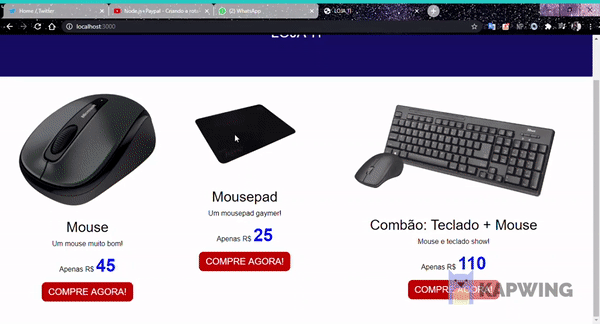 Home / Twitter
Node.js+Paypal - Criando a rota
(2) WhatsApp
LOJA TI
localhost:3000
LOJA TI
Mouse
Um mouse muito bom!
Apenas R$ 45
COMPRE AGORA!
Mousepad
Um mousepad gaymer!
Apenas R$ 25
COMPRE AGORA!
Combão: Teclado + Mouse
Mouse e teclado show!
Apenas R$ 110
COMPRE AGORA!
KAPWING